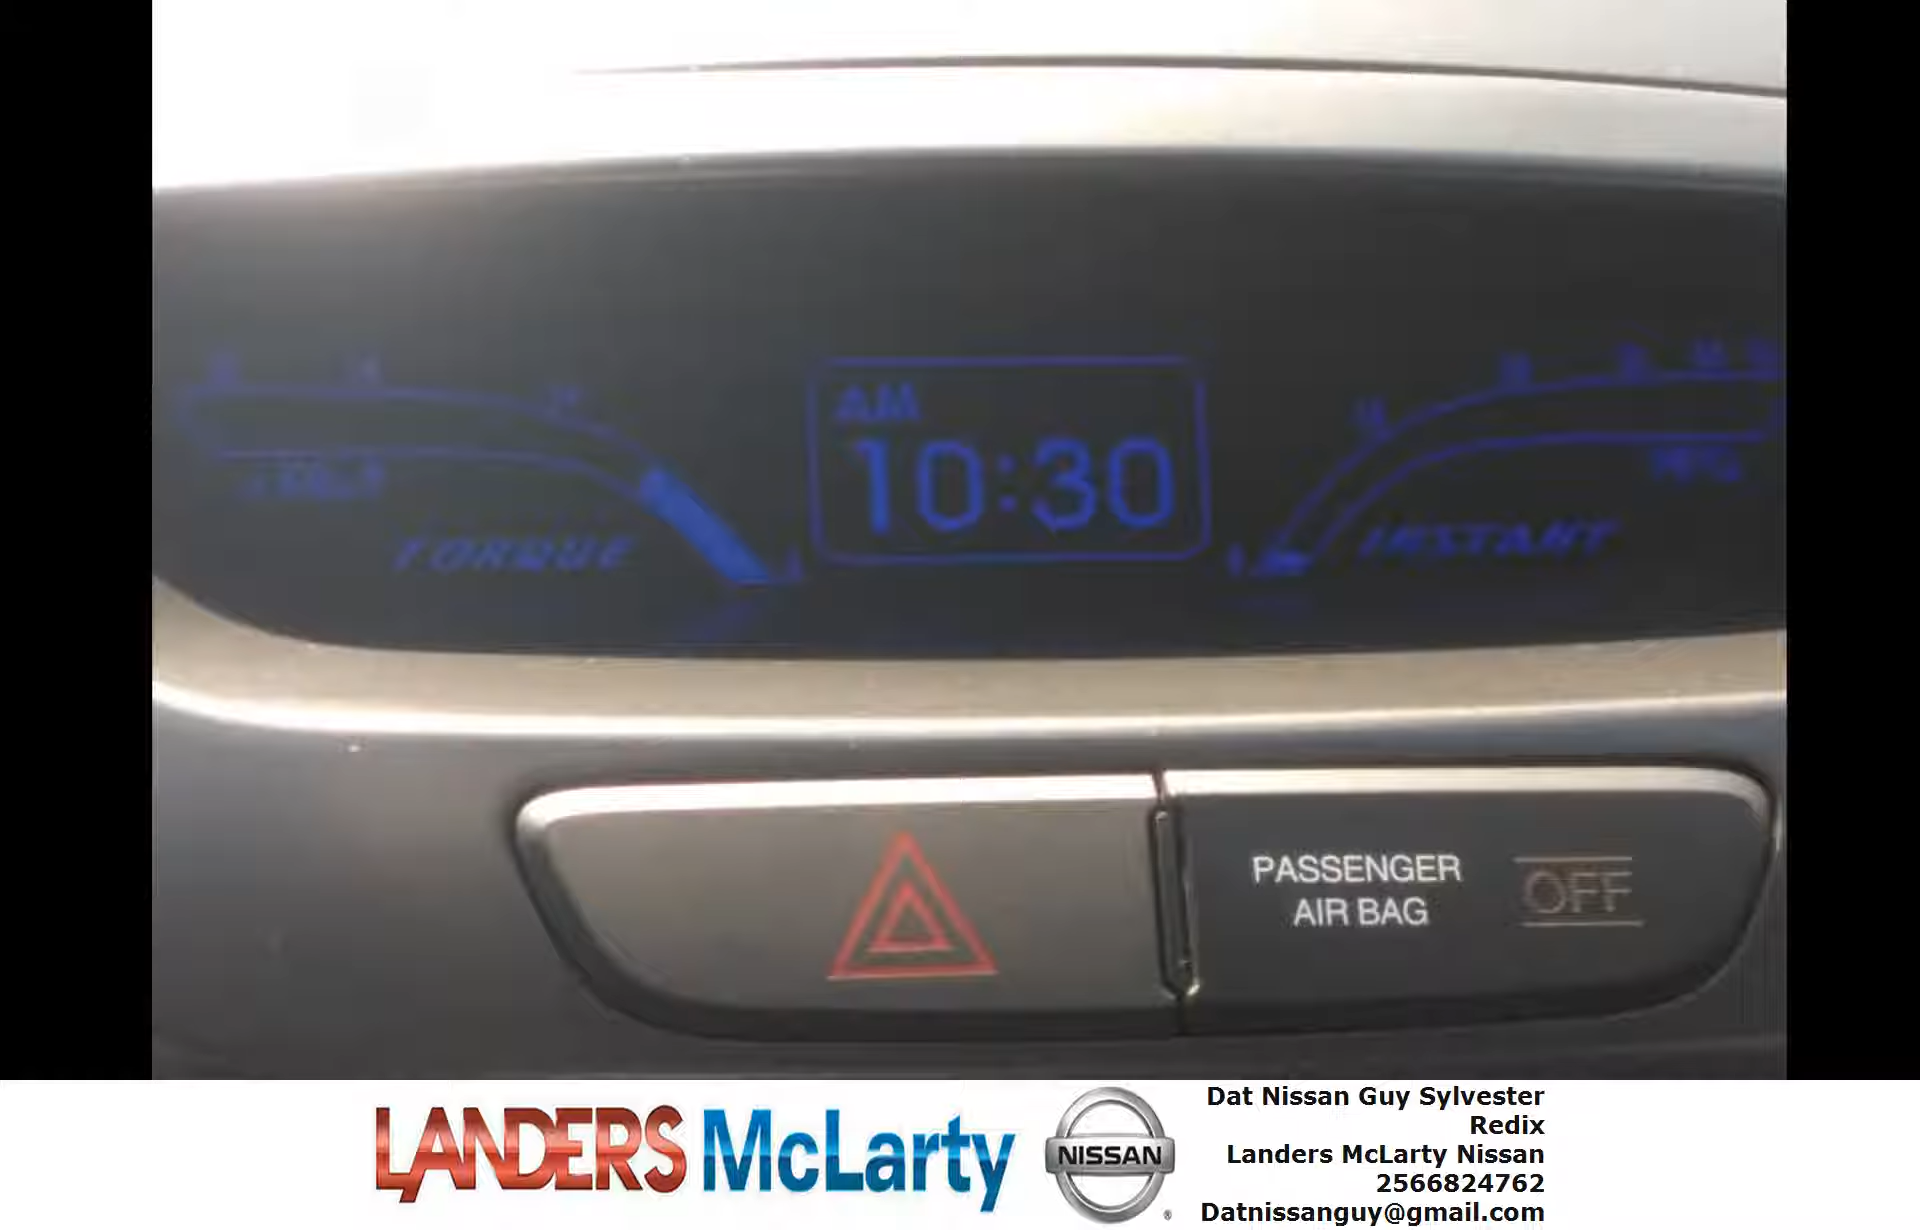 AM
10:30
TORQUE
INSTANT
MPG
PASSENGER
AIR BAG
OFF
LANDERS McLarty
NISSAN
Dat Nissan Guy Sylvester
Redix
Landers McLarty Nissan
2566824762
Datnissanguy@gmail.com